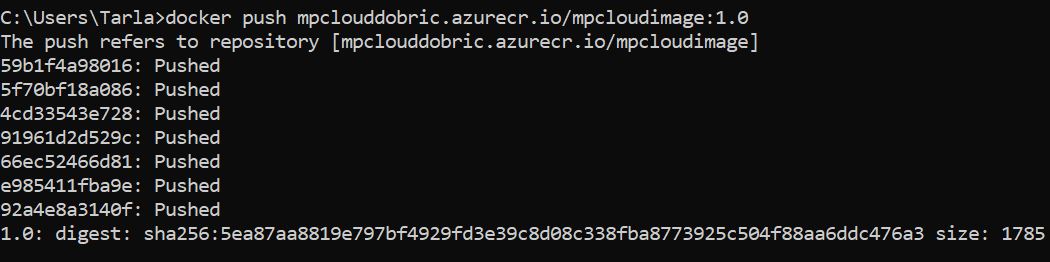 C:\Users\Tarla>docker push mpclouddobric.azurecr.io/mpcloudimage:1.0
The push refers to repository [mpclouddobric.azurecr.io/mpcloudimage]
59b1f4a98016: Pushed
5f70bf18a086: Pushed
4cd33543e728: Pushed
91961d2d529c: Pushed
66ec52466d81: Pushed
e985411fba9e: Pushed
92a4e8a3140f: Pushed
1.0: digest: sha256:5ea87aa8819e797bf4929fd3e39c8d08c338fba8773925c504f88aa6ddc476a3 size: 1785